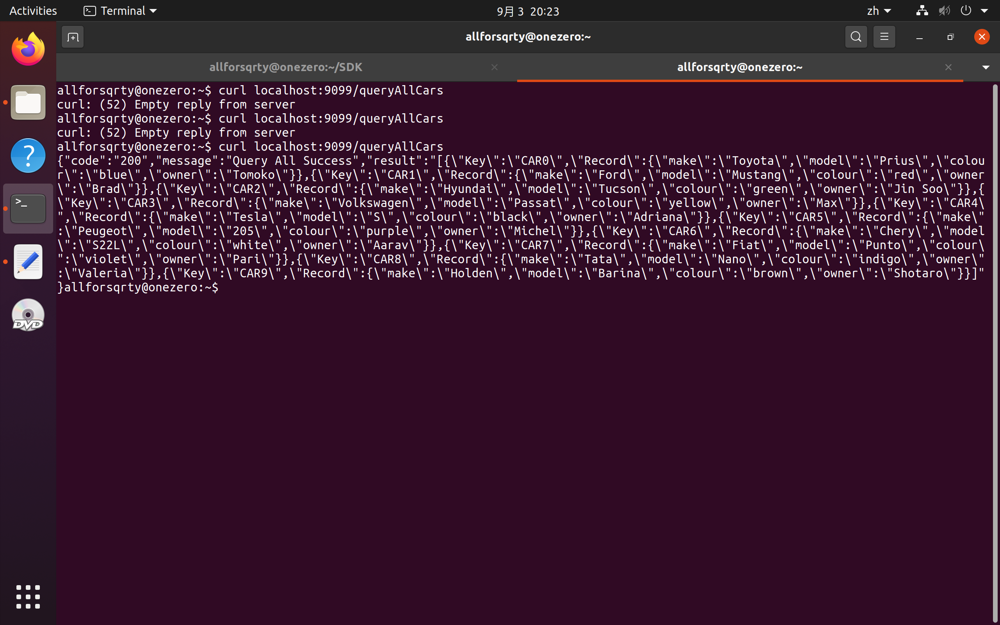 Activities
Terminal
9月 3 20:23
zh
allforsqrty@onezero:~
allforsqrty@onezero:~/SDK
allforsqrty@onezero:~
allforsqrty@onezero:~$ curl localhost:9099/queryAllCars
curl: (52) Empty reply from server
allforsqrty@onezero:~$ curl localhost:9099/queryAllCars
curl: (52) Empty reply from server
allforsqrty@onezero:~$ curl localhost:9099/queryAllCars
{"code":"200","message":"Query All Success","result":"[{\"Key\":\"CAR0\",\"Record\":{\"make\":\"Toyota\",\"model\":\"Prius\",\"colou
r\":\"blue\",\"owner\":\"Tomoko\"}},{\"Key\":\"CAR1\",\"Record\":{\"make\":\"Ford\",\"model\":\"Mustang\",\"colour\":\"red\",\"owner
\":\"Brad\"}},{\"Key\":\"CAR2\",\"Record\":{\"make\":\"Hyundai\",\"model\":\"Tucson\",\"colour\":\"green\",\"owner\":\"Jin Soo\"}},{
\"Key\":\"CAR3\",\"Record\":{\"make\":\"Volkswagen\",\"model\":\"Passat\",\"colour\":\"yellow\",\"owner\":\"Max\"}},{\"Key\":\"CAR4\
",\"Record\":{\"make\":\"Tesla\",\"model\":\"S\",\"colour\":\"black\",\"owner\":\"Adriana\"}},{\"Key\":\"CAR5\",\"Record\":{\"make\"
:\"Peugeot\",\"model\":\"205\",\"colour\":\"purple\",\"owner\":\"Michel\"}},{\"Key\":\"CAR6\",\"Record\":{\"make\":\"Chery\",\"model
\":\"S22L\",\"colour\":\"white\",\"owner\":\"Aarav\"}},{\"Key\":\"CAR7\",\"Record\":{\"make\":\"Fiat\",\"model\":\"Punto\",\"colour\
":\"violet\",\"owner\":\"Pari\"}},{\"Key\":\"CAR8\",\"Record\":{\"make\":\"Tata\",\"model\":\"Nano\",\"colour\":\"indigo\",\"owner\"
:\"Valeria\"}},{\"Key\":\"CAR9\",\"Record\":{\"make\":\"Holden\",\"model\":\"Barina\",\"colour\":\"brown\",\"owner\":\"Shotaro\"}}]"
}allforsqrty@onezero:~$
DVD